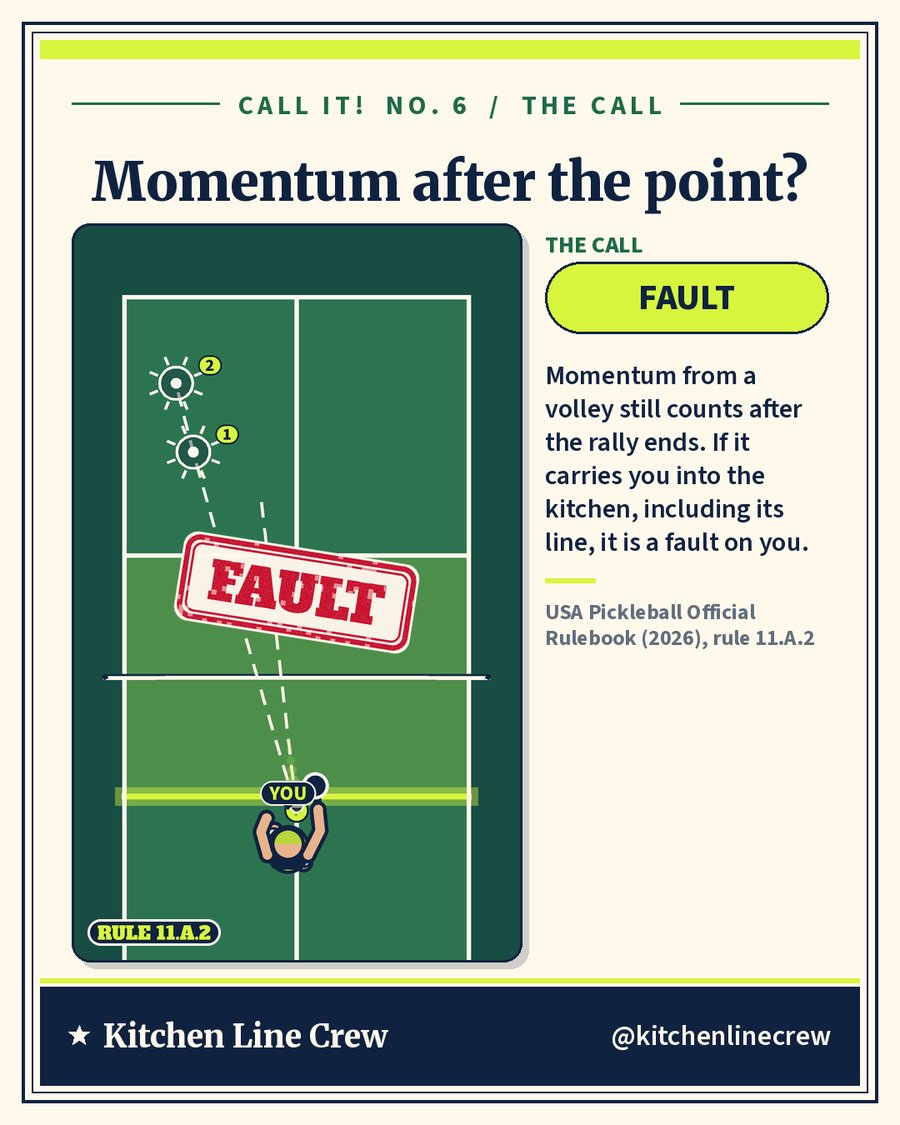 CALL IT! NO. 6 / THE CALL
Momentum after the point?
THE CALL
FAULT
Momentum from a
volley still counts after
the rally ends. If it
carries you into the
kitchen, including its
line, it is a fault on you.
USA Pickleball Official
Rulebook (2026), rule 11.A.2
2
1
FAULT
YOU
RULE 11.A.2
Kitchen Line Crew
@kitchenlinecrew